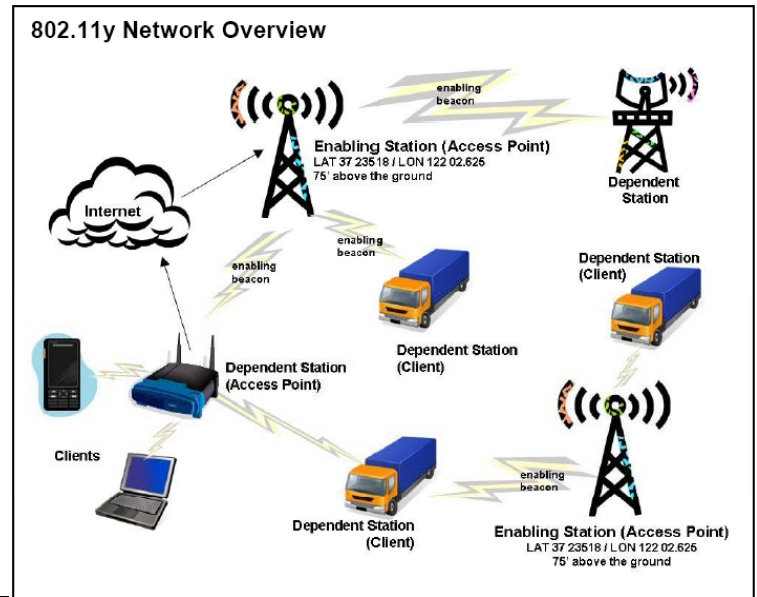 802.11y Network Overview
enabling
beacon
Enabling Station (Access Point)
LAT 37 23518 / LON 122 02.625
75' above the ground
Dependent
Station
Internet
enabling
beacon
enabling
beacon
Dependent Station
(Client)
Dependent Station
(Client)
Dependent Station
(Access Point)
Clients
Dependent Station
(Client)
enabling
beacon
Enabling Station (Access Point)
LAT 37 23518 / LON 122 02.625
75' above the ground